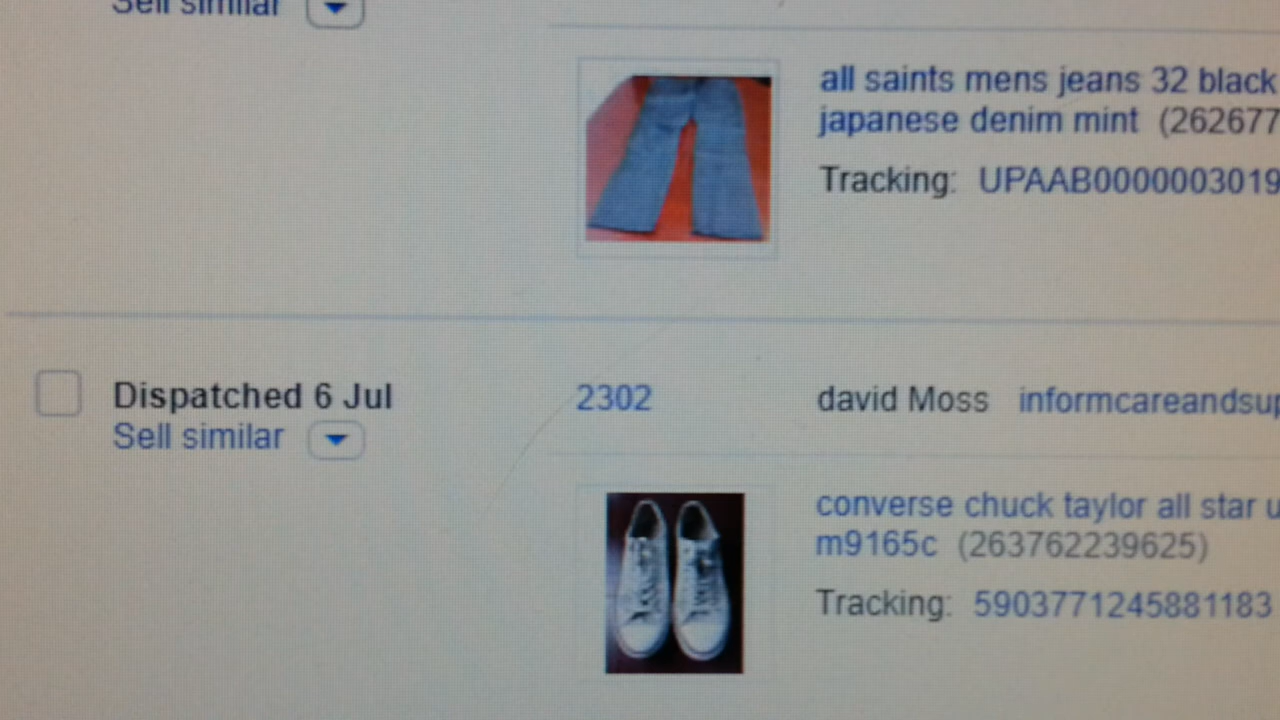 Sell similar
all saints mens jeans 32 black
japanese denim mint (262677
Tracking: UPAAB0000003019
Dispatched 6 Jul 2302 david Moss informcareandsup
Sell similar
converse chuck taylor all star u
m9165c (263762239625)
Tracking: 5903771245881183